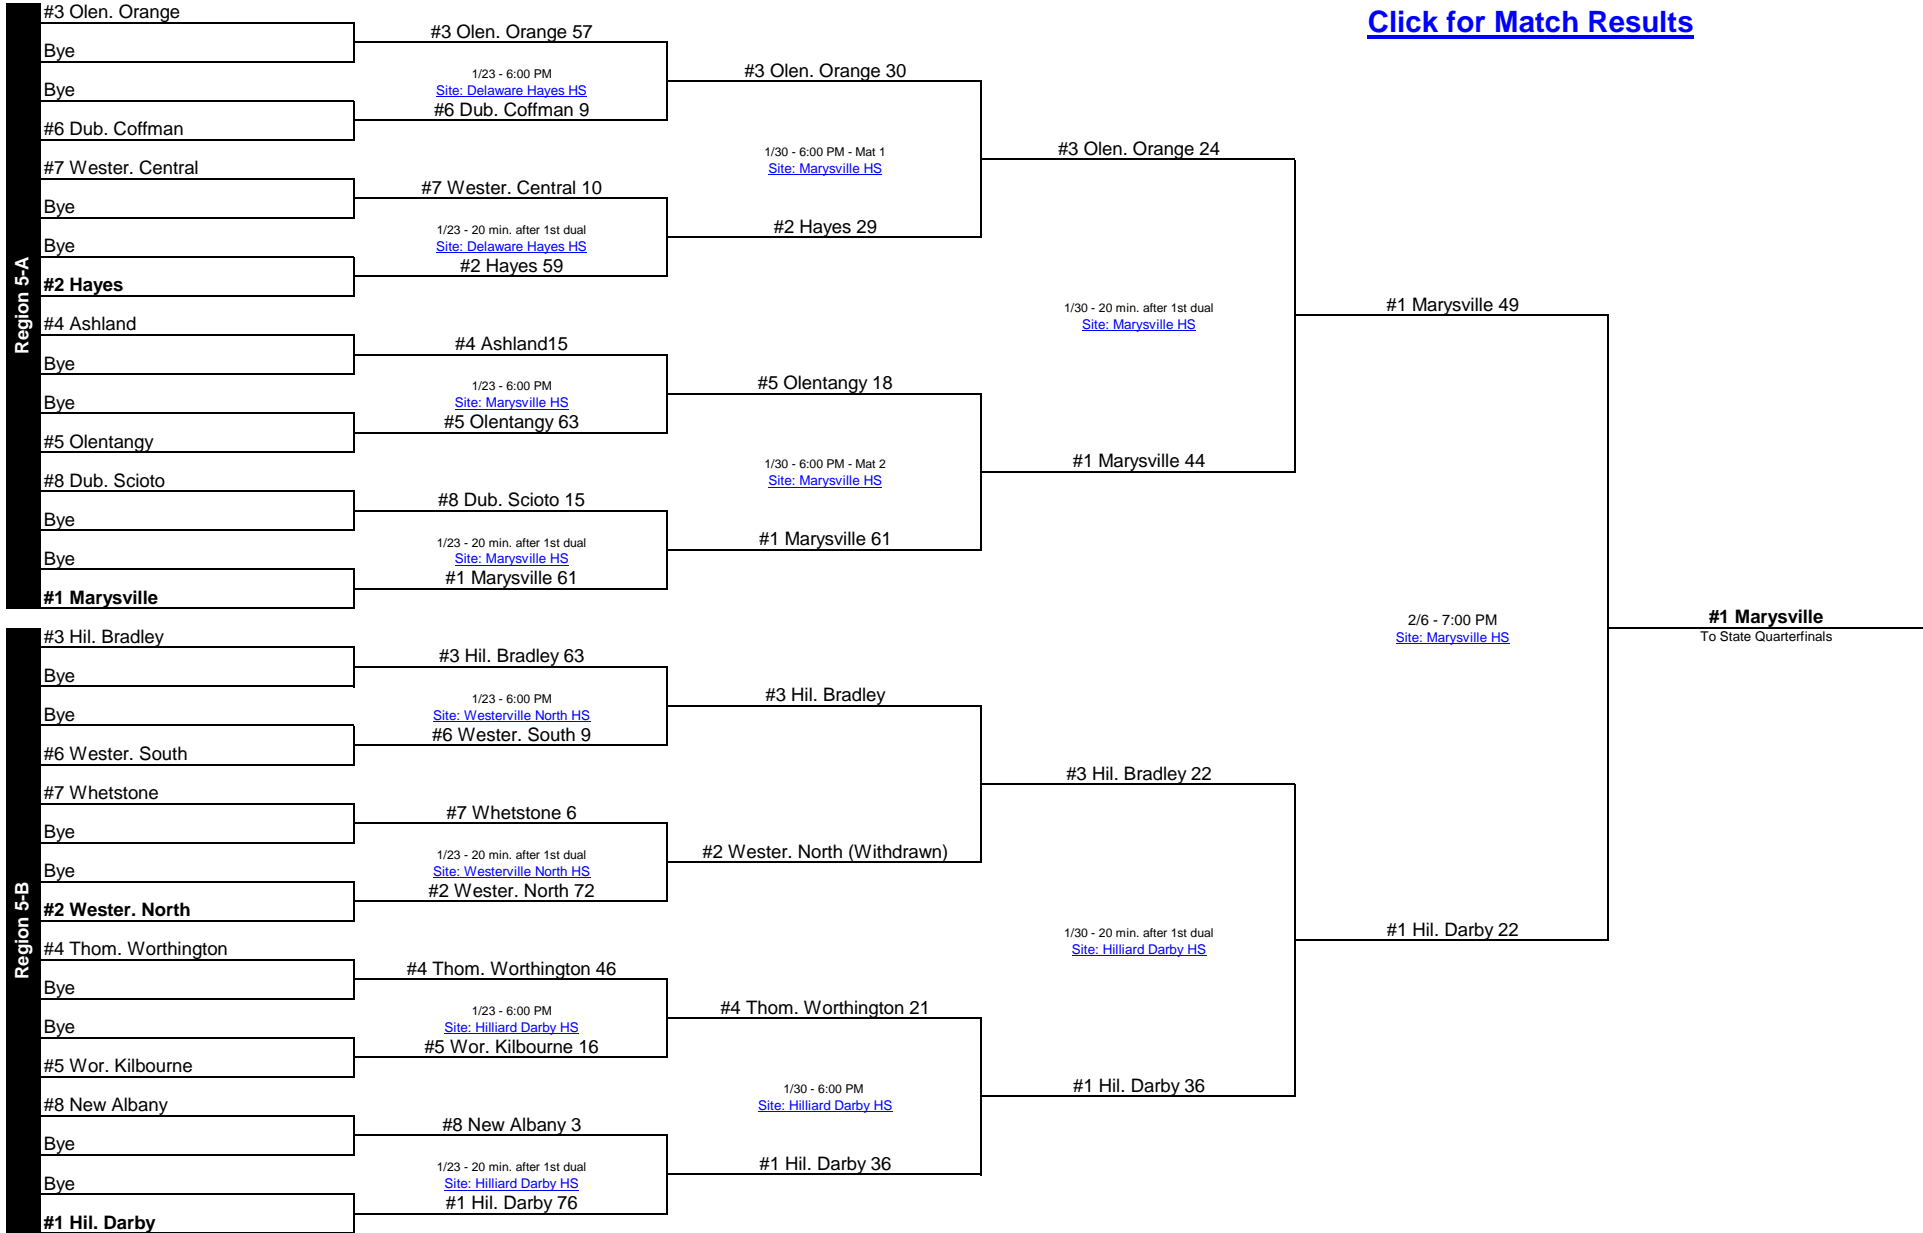 Click for Match Results
Region 5-A
#3 Olen. Orange
Bye
Bye
#6 Dub. Coffman
#7 Wester. Central
Bye
Bye
#2 Hayes
#4 Ashland
Bye
Bye
#5 Olentangy
#8 Dub. Scioto
Bye
Bye
#1 Marysville
Region 5-B
#3 Hil. Bradley
Bye
Bye
#6 Wester. South
#7 Whetstone
Bye
Bye
#2 Wester. North
#4 Thom. Worthington
Bye
Bye
#5 Wor. Kilbourne
#8 New Albany
Bye
Bye
#1 Hil. Darby
#3 Olen. Orange 57
1/23 - 6:00 PM
Site: Delaware Hayes HS
#6 Dub. Coffman 9
#7 Wester. Central 10
1/23 - 20 min. after 1st dual
Site: Delaware Hayes HS
#2 Hayes 59
#4 Ashland15
1/23 - 6:00 PM
Site: Marysville HS
#5 Olentangy 63
#8 Dub. Scioto 15
1/23 - 20 min. after 1st dual
Site: Marysville HS
#1 Marysville 61
#3 Hil. Bradley 63
1/23 - 6:00 PM
Site: Westerville North HS
#6 Wester. South 9
#7 Whetstone 6
1/23 - 20 min. after 1st dual
Site: Westerville North HS
#2 Wester. North 72
#4 Thom. Worthington 46
1/23 - 6:00 PM
Site: Hilliard Darby HS
#5 Wor. Kilbourne 16
#8 New Albany 3
1/23 - 20 min. after 1st dual
Site: Hilliard Darby HS
#1 Hil. Darby 76
#3 Olen. Orange 30
1/30 - 6:00 PM - Mat 1
Site: Marysville HS
#2 Hayes 29
#5 Olentangy 18
1/30 - 6:00 PM - Mat 2
Site: Marysville HS
#1 Marysville 61
#3 Hil. Bradley
#2 Wester. North (Withdrawn)
#4 Thom. Worthington 21
1/30 - 6:00 PM
Site: Hilliard Darby HS
#1 Hil. Darby 36
#3 Olen. Orange 24
1/30 - 20 min. after 1st dual
Site: Marysville HS
#1 Marysville 44
#3 Hil. Bradley 22
1/30 - 20 min. after 1st dual
Site: Hilliard Darby HS
#1 Hil. Darby 36
#1 Marysville 49
2/6 - 7:00 PM
Site: Marysville HS
#1 Hil. Darby 22
#1 Marysville
To State Quarterfinals